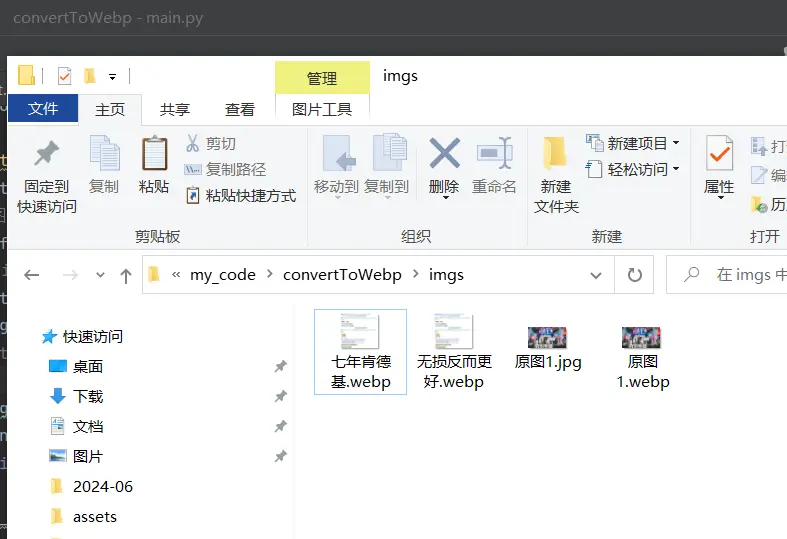 convertToWebp - main.py
管理
imgs
文件
主页
共享
查看
图片工具
固定到
快速访问
复制
粘贴
剪切
复制路径
粘贴快捷方式
剪贴板
移动到
复制到
删除
重命名
组织
新建
文件夹
新建项目
轻松访问
新建
属性
打
编
历
打开
« my_code > convertToWebp > imgs
在 imgs 中
快速访问
桌面
下载
文档
图片
2024-06
assets
七年肯德
基.webp
无损反而更
好.webp
原图1.jpg
原图
1.webp